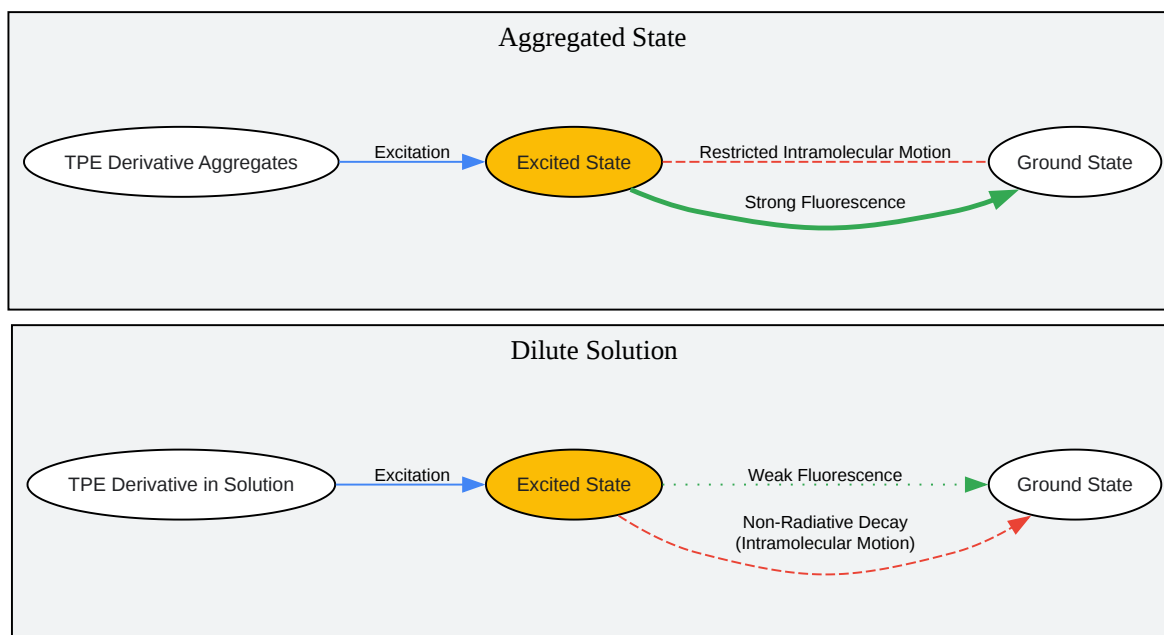 Aggregated State
TPE Derivative Aggregates
Excitation
Excited State
Restricted Intramolecular Motion
Ground State
Strong Fluorescence
Dilute Solution
TPE Derivative in Solution
Excitation
Excited State
Weak Fluorescence
Ground State
Non-Radiative Decay
(Intramolecular Motion)